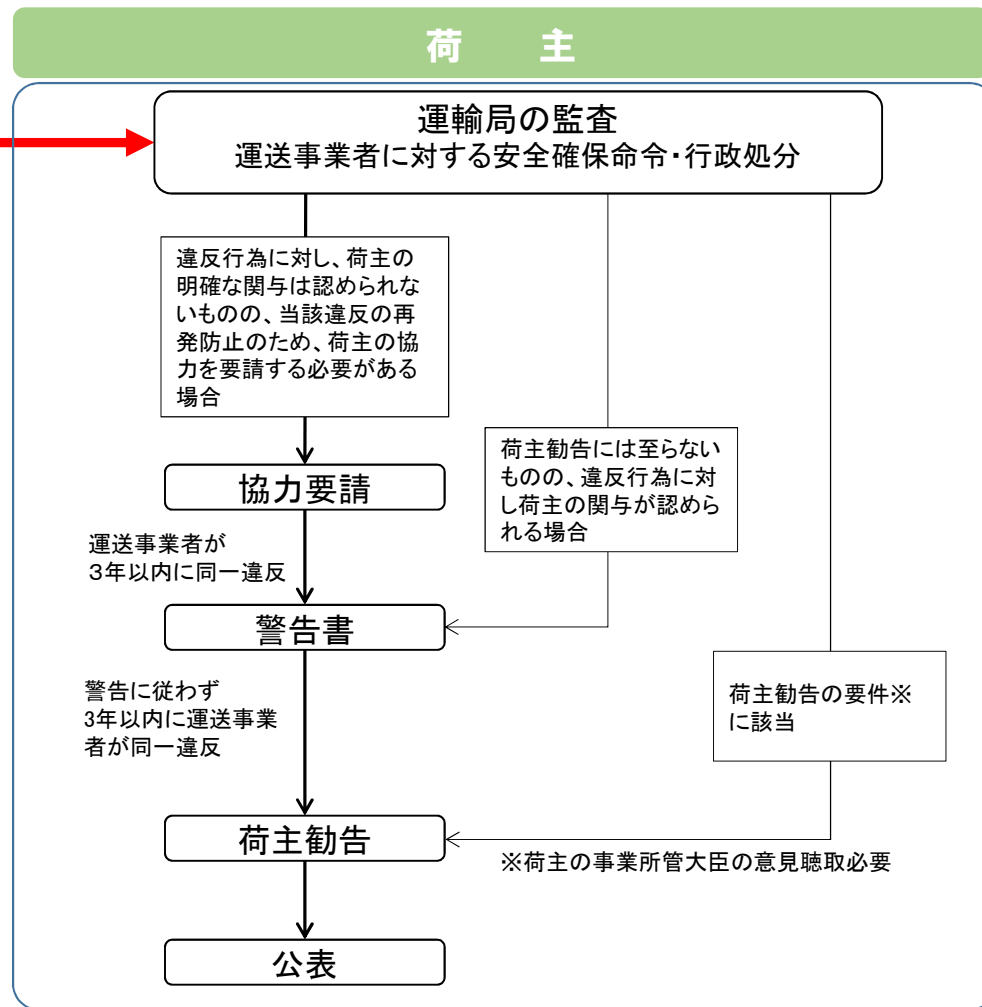 荷　主
運輸局の監査
運送事業者に対する安全確保命令・行政処分
違反行為に対し、荷主の
明確な関与は認められな
いものの、当該違反の再
発防止のため、荷主の協
力を要請する必要がある
場合
荷主勧告には至らない
ものの、違反行為に対
し荷主の関与が認めら
れる場合
協力要請
運送事業者が
３年以内に同一違反
警告書
警告に従わず
3年以内に運送事業
者が同一違反
荷主勧告の要件※
に該当
荷主勧告
※荷主の事業所管大臣の意見聴取必要
公表